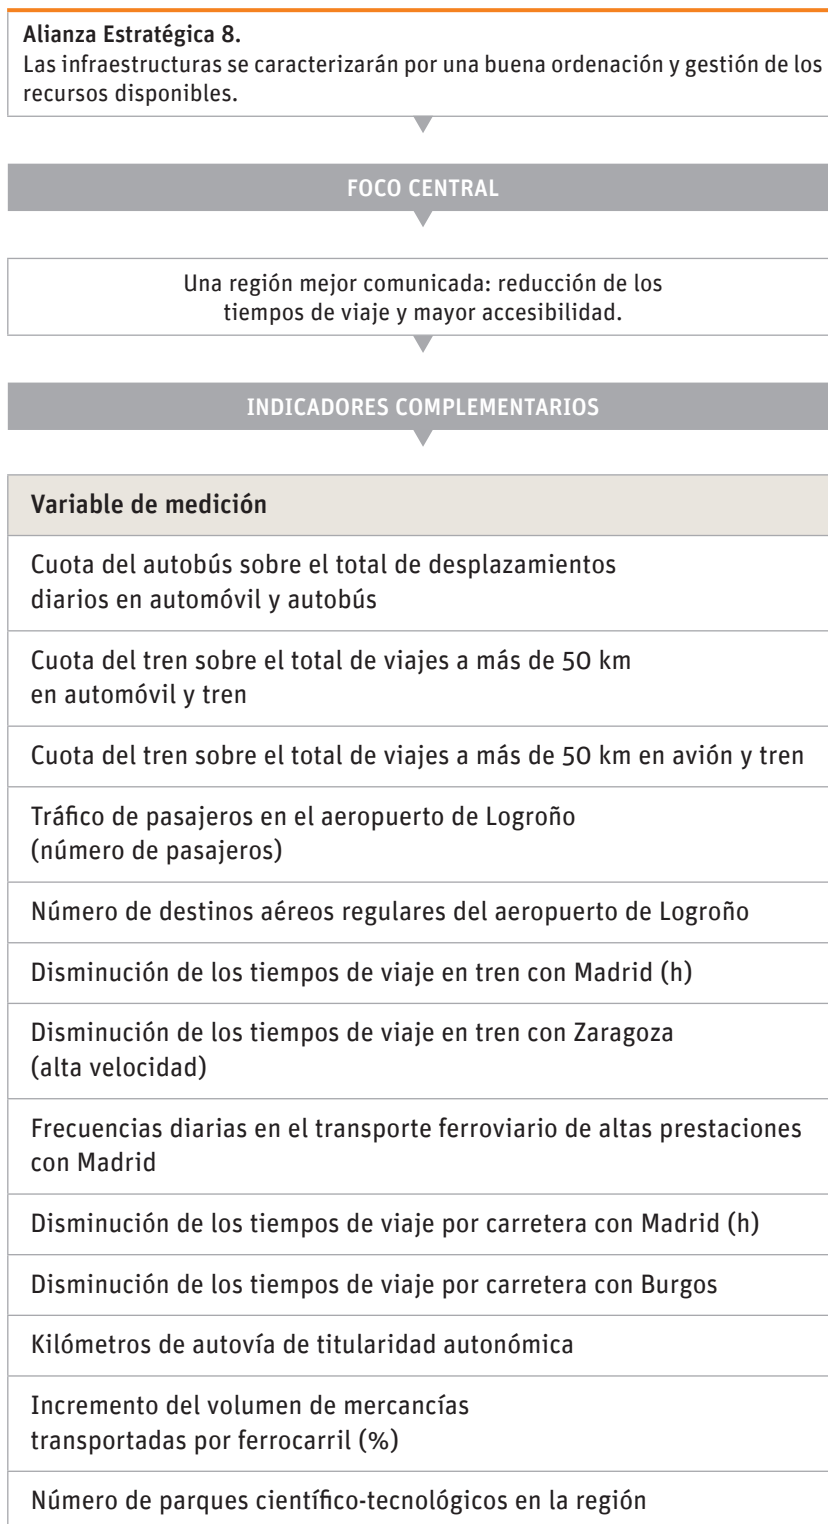 Alianza Estratégica 8.
Las infraestructuras se caracterizarán por una buena ordenación y gestión de los
recursos disponibles.
FOCO CENTRAL
Una región mejor comunicada: reducción de los
tiempos de viaje y mayor accesibilidad.
INDICADORES COMPLEMENTARIOS
Variable de medición
Cuota del autobús sobre el total de desplazamientos
diarios en automóvil y autobús
Cuota del tren sobre el total de viajes a más de 50 km
en automóvil y tren
Cuota del tren sobre el total de viajes a más de 50 km en avión y tren
Tráfico de pasajeros en el aeropuerto de Logroño
(número de pasajeros)
Número de destinos aéreos regulares del aeropuerto de Logroño
Disminución de los tiempos de viaje en tren con Madrid (h)
Disminución de los tiempos de viaje en tren con Zaragoza
(alta velocidad)
Frecuencias diarias en el transporte ferroviario de altas prestaciones
con Madrid
Disminución de los tiempos de viaje por carretera con Madrid (h)
Disminución de los tiempos de viaje por carretera con Burgos
Kilómetros de autovía de titularidad autonómica
Incremento del volumen de mercancías
transportadas por ferrocarril (%)
Número de parques científico-tecnológicos en la región